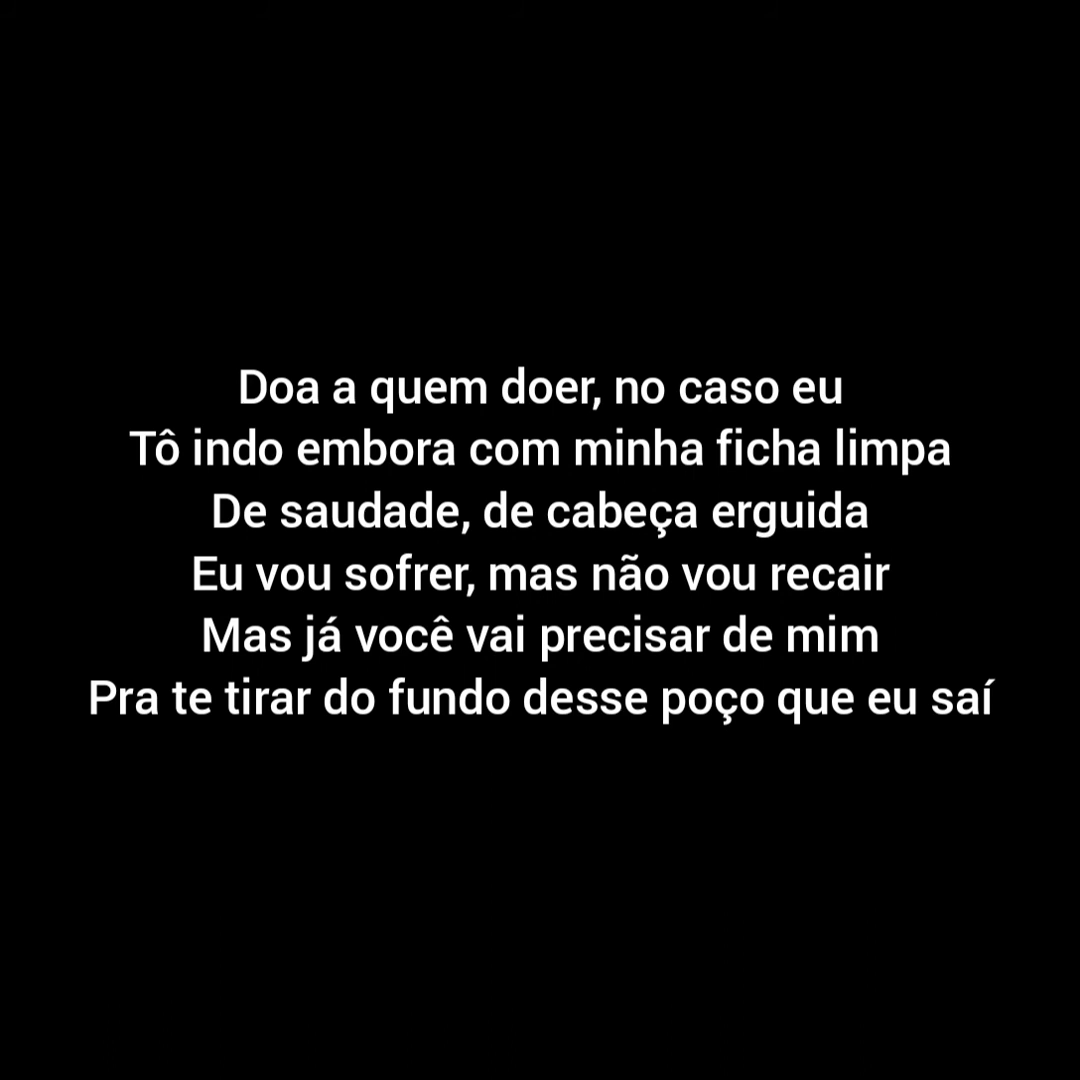 Doa a quem doer, no caso eu
Tô indo embora com minha ficha limpa
De saudade, de cabeça erguida
Eu vou sofrer, mas não vou recair
Mas já você vai precisar de mim
Pra te tirar do fundo desse poço que eu saí